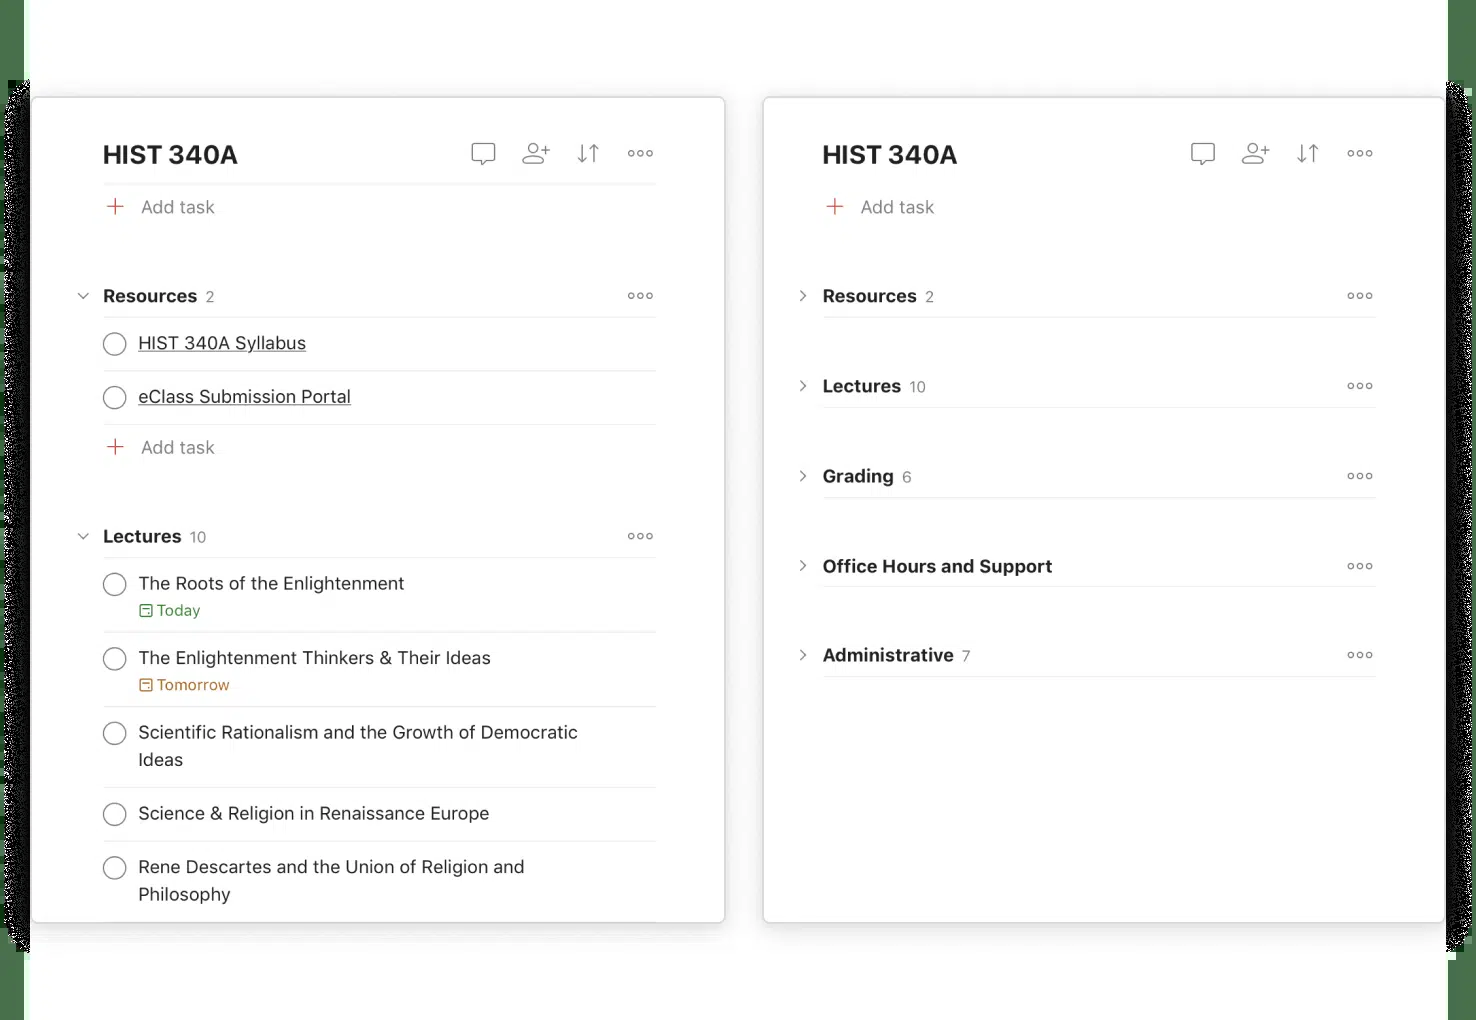 HIST 340A
Add task
Resources 2
HIST 340A Syllabus
eClass Submission Portal
Add task
Lectures 10
The Roots of the Enlightenment
Today
The Enlightenment Thinkers & Their Ideas
Tomorrow
Scientific Rationalism and the Growth of Democratic
Ideas
Science & Religion in Renaissance Europe
Rene Descartes and the Union of Religion and
Philosophy
HIST 340A
Add task
Resources 2
Lectures 10
Grading 6
Office Hours and Support
Administrative 7